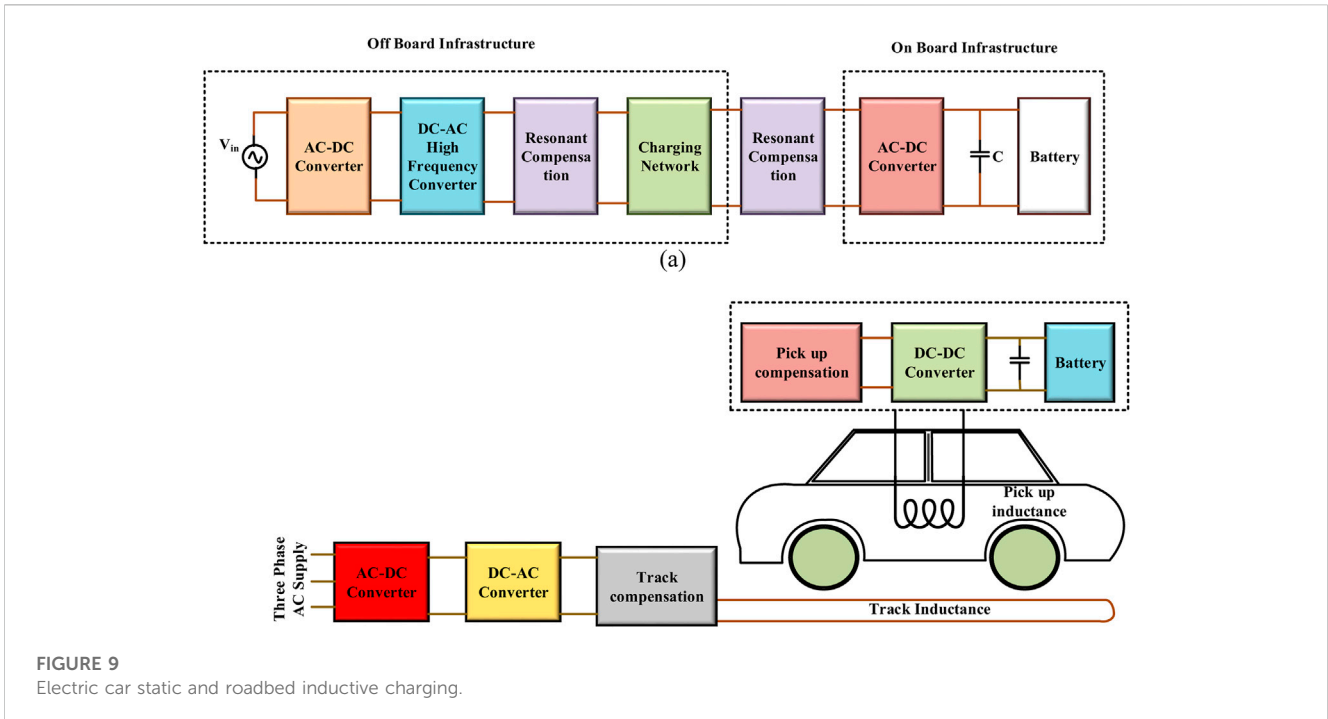 Off Board Infrastructure
On Board Infrastructure
V_in
AC-DC
Converter
DC-AC
High
Frequency
Converter
Resonant
Compensa
tion
Charging
Network
Resonant
Compensa
tion
AC-DC
Converter
C
Battery
(a)
Pick up
compensation
DC-DC
Converter
Battery
Pick up
inductance
Three Phase
AC Supply
AC-DC
Converter
DC-AC
Converter
Track
compensation
Track Inductance
FIGURE 9
Electric car static and roadbed inductive charging.